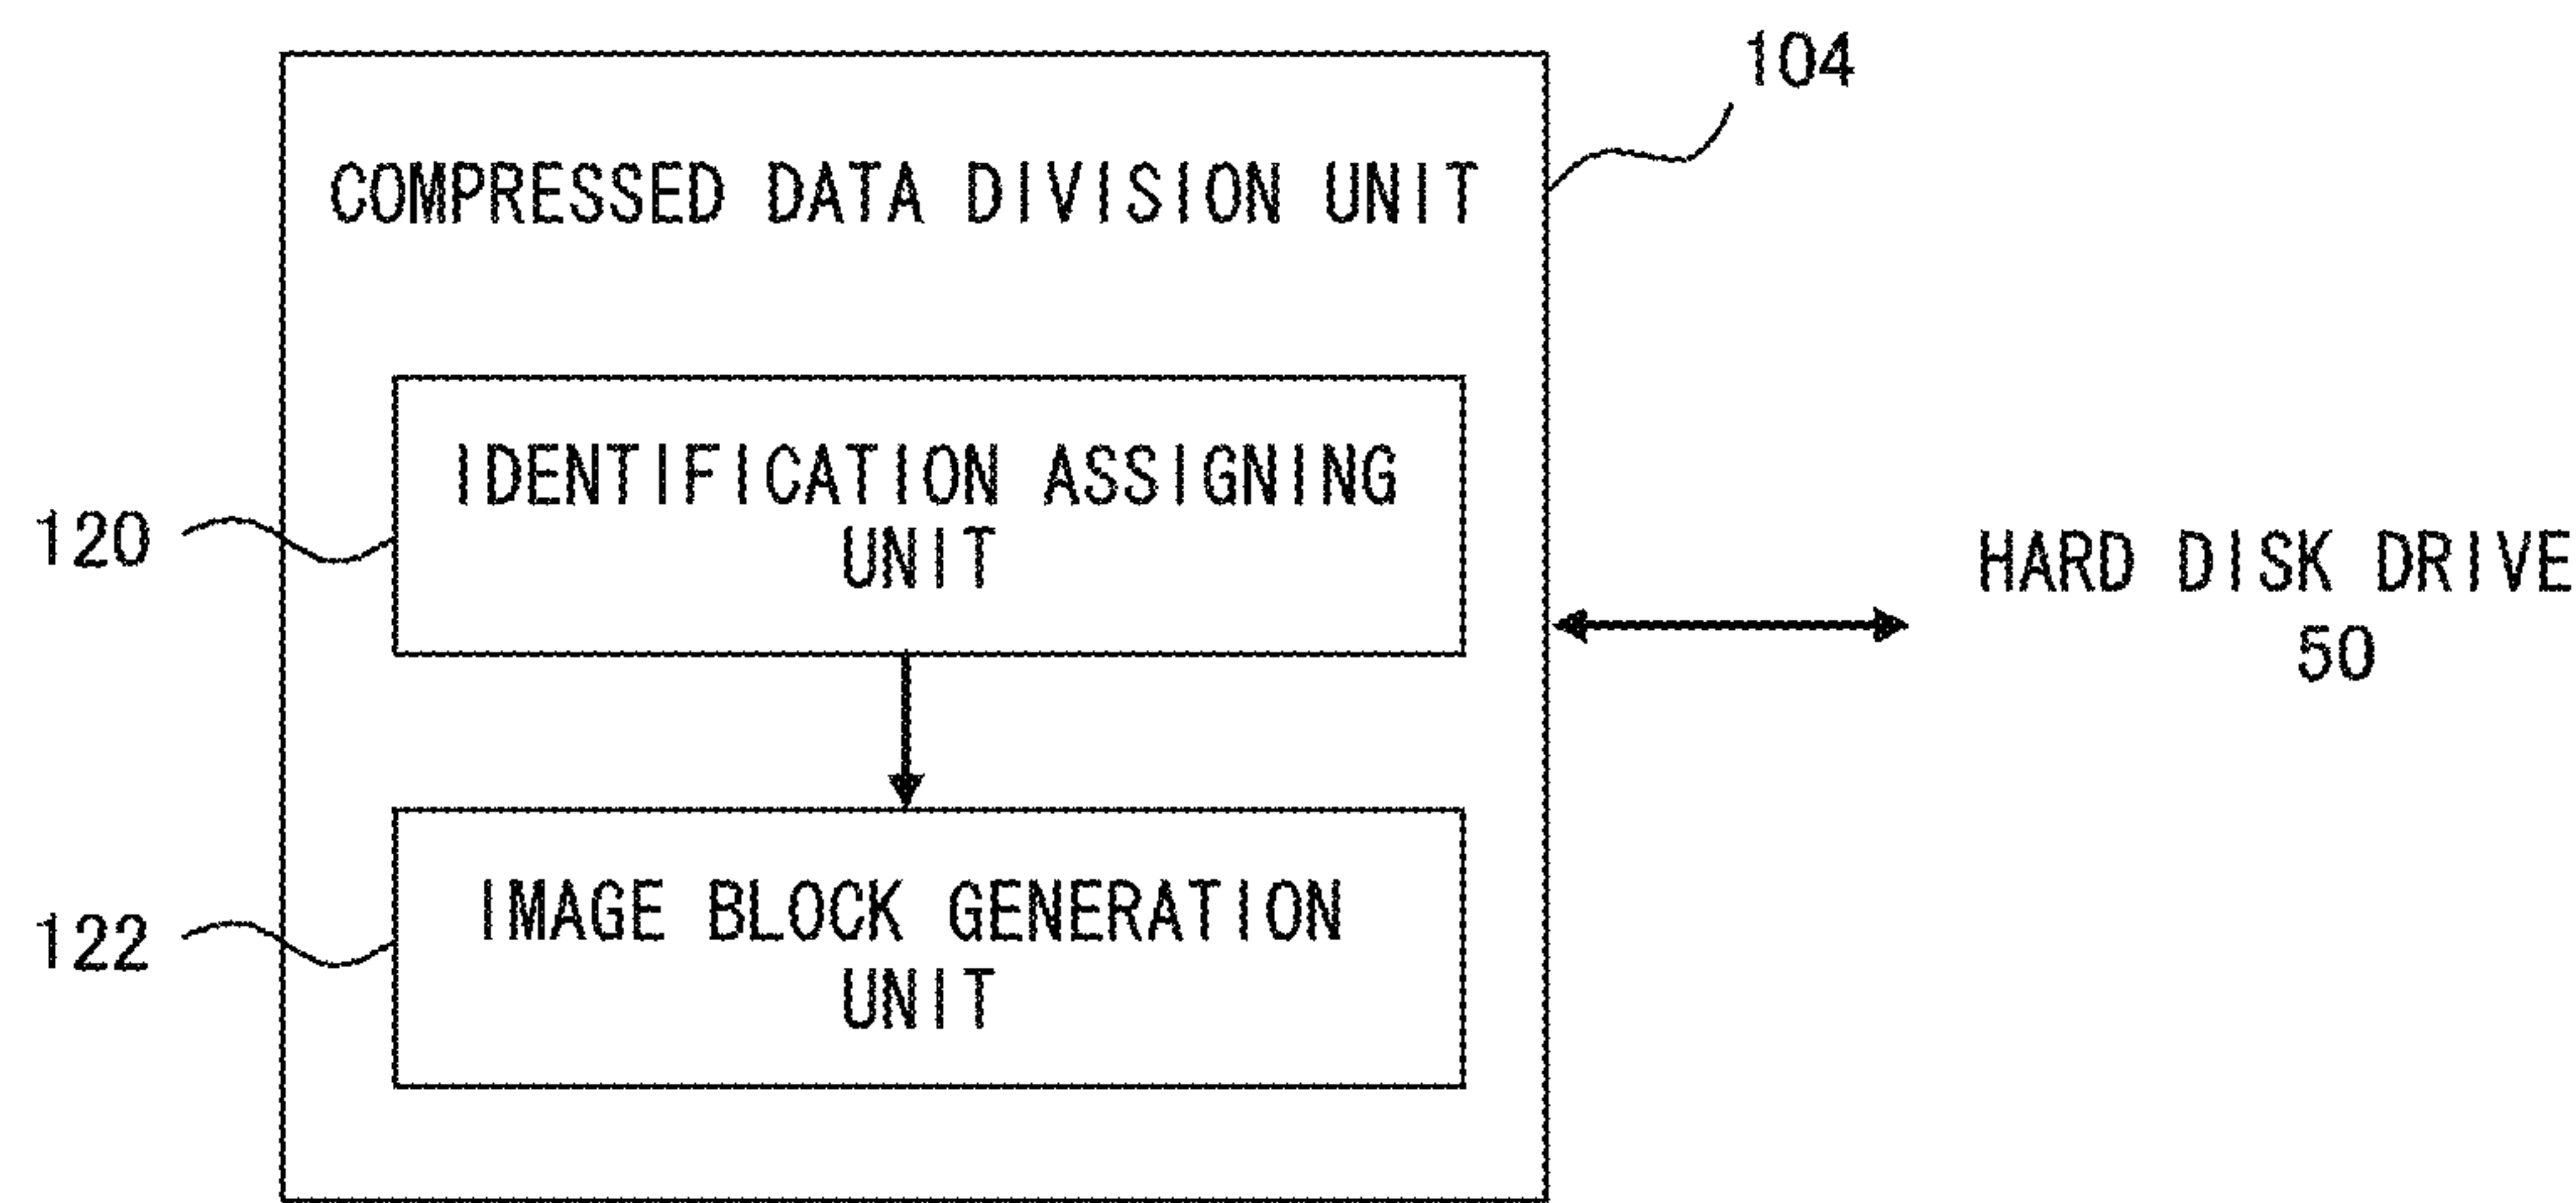 104
COMPRESSED DATA DIVISION UNIT
120
IDENTIFICATION ASSIGNING
UNIT
HARD DISK DRIVE
50
122
IMAGE BLOCK GENERATION
UNIT